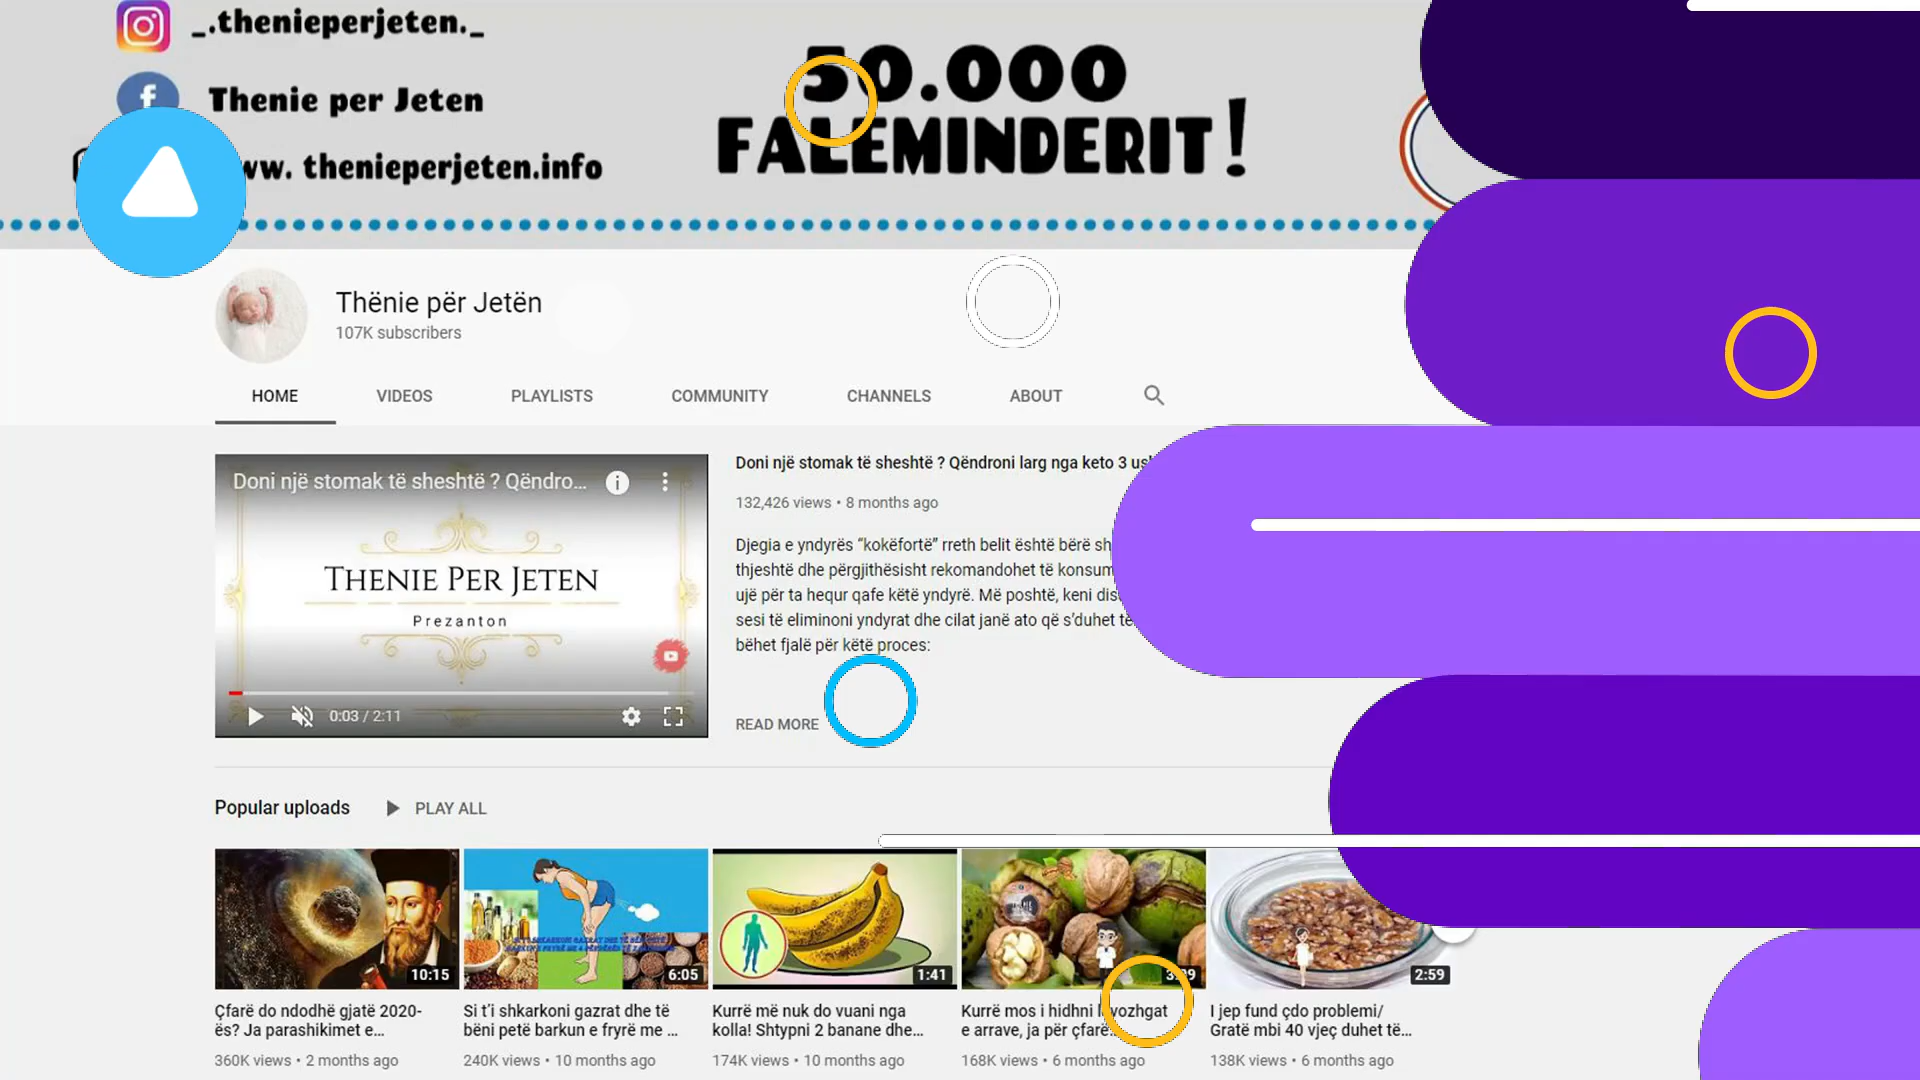 _.thenieperjeten._
Thenie per Jeten
www. thenieperjeten.info
50.000
FALEMINDERIT!
Thënie për Jetën
107K subscribers
HOME
VIDEOS
PLAYLISTS
COMMUNITY
CHANNELS
ABOUT
Doni një stomak të sheshtë ? Qëndro...
THENIE PER JETEN
Prezanton
0:03 / 2:11
Doni një stomak të sheshtë ? Qëndroni larg nga keto 3
132,426 views • 8 months ago
Djegia e yndyrës “kokëfortë” rreth belit është bërë
thjeshtë dhe përgjithësisht rekomandohet të
ujë për ta hequr qafe këtë yndyrë. Më poshtë, keni
sesi të eliminoni yndyrat dhe cilat janë ato që s’duhet
bëhet fjalë për këtë proces:
READ MORE
Popular uploads
PLAY ALL
10:15
6:05
1:41
2:59
Çfarë do ndodhë gjatë 2020-
ës? Ja parashikimet e...
360K views • 2 months ago
Si t’i shkarkoni gazrat dhe të
bëni petë barkun e fryrë me ...
240K views • 10 months ago
Kurrë më nuk do vuani nga
kolla! Shtypni 2 banane dhe...
174K views • 10 months ago
Kurrë mos i hidhni lëvozhgat
e arrave, ja për çfarë...
168K views • 6 months ago
I jep fund çdo problemi/
Gratë mbi 40 vjeç duhet të...
138K views • 6 months ago